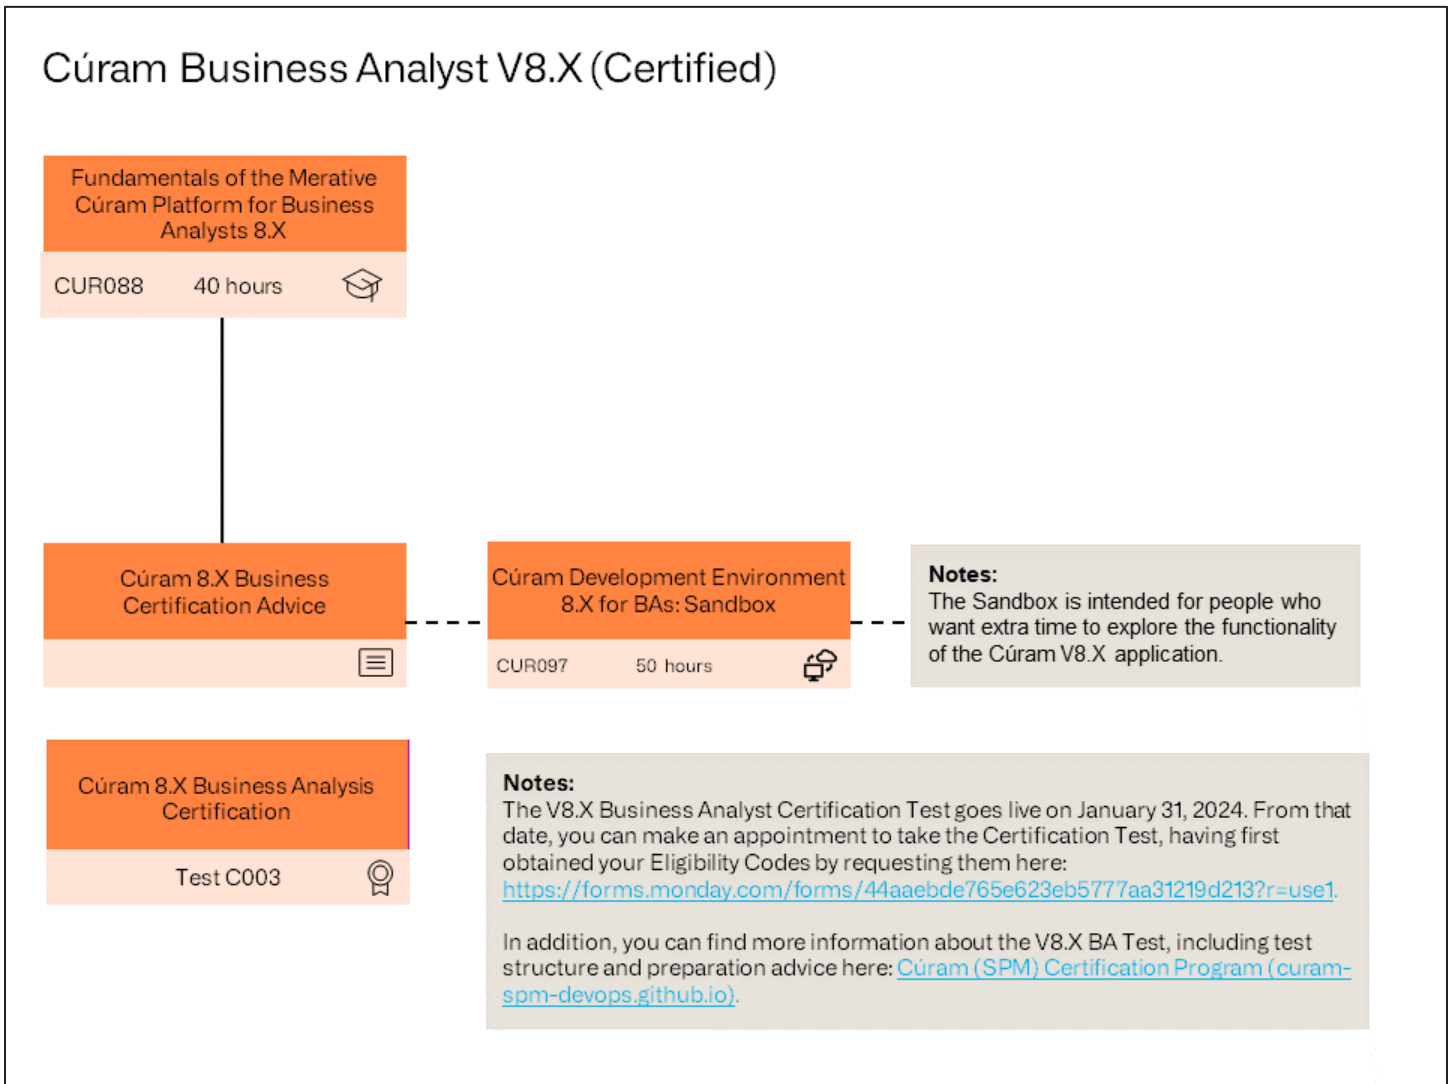 Cúram Business Analyst V8.X (Certified)
Fundamentals of the Merative
Cúram Platform for Business
Analysts 8.X
CUR088 40 hours
Cúram 8.X Business
Certification Advice
Cúram Development Environment
8.X for BAs: Sandbox
CUR097 50 hours
Notes:
The Sandbox is intended for people who
want extra time to explore the functionality
of the Cúram V8.X application.
Cúram 8.X Business Analysis
Certification
Test C003
Notes:
The V8.X Business Analyst Certification Test goes live on January 31, 2024. From that
date, you can make an appointment to take the Certification Test, having first
obtained your Eligibility Codes by requesting them here:
https://forms.monday.com/forms/44aaebde765e623eb5777aa31219d213?r=use1.
In addition, you can find more information about the V8.X BA Test, including test
structure and preparation advice here: Cúram (SPM) Certification Program (curam-
spm-devops.github.io).